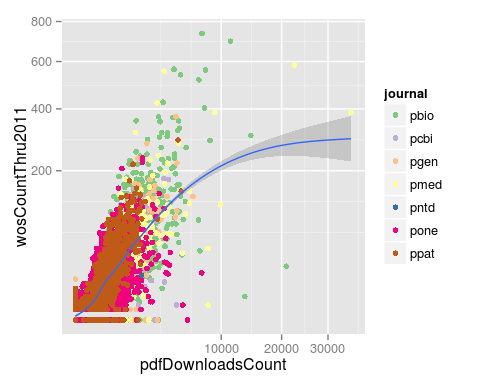 800
600
400
200
wosCountThru2011
10000 20000 30000
pdfDownloadsCount
journal
pbio
pcbi
pgen
pmed
pntd
pone
ppat